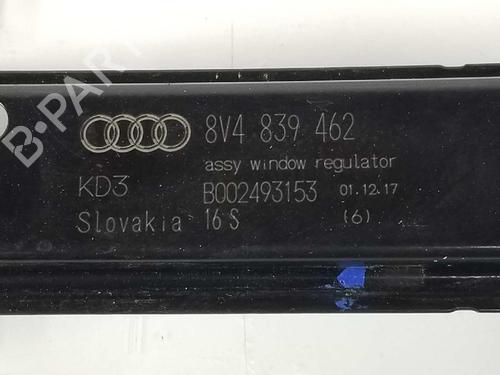 B-PARTS
8V4 839 462
assy window regulator
KD3 B002493153 01.12.17
Slovakia 16 S (6)